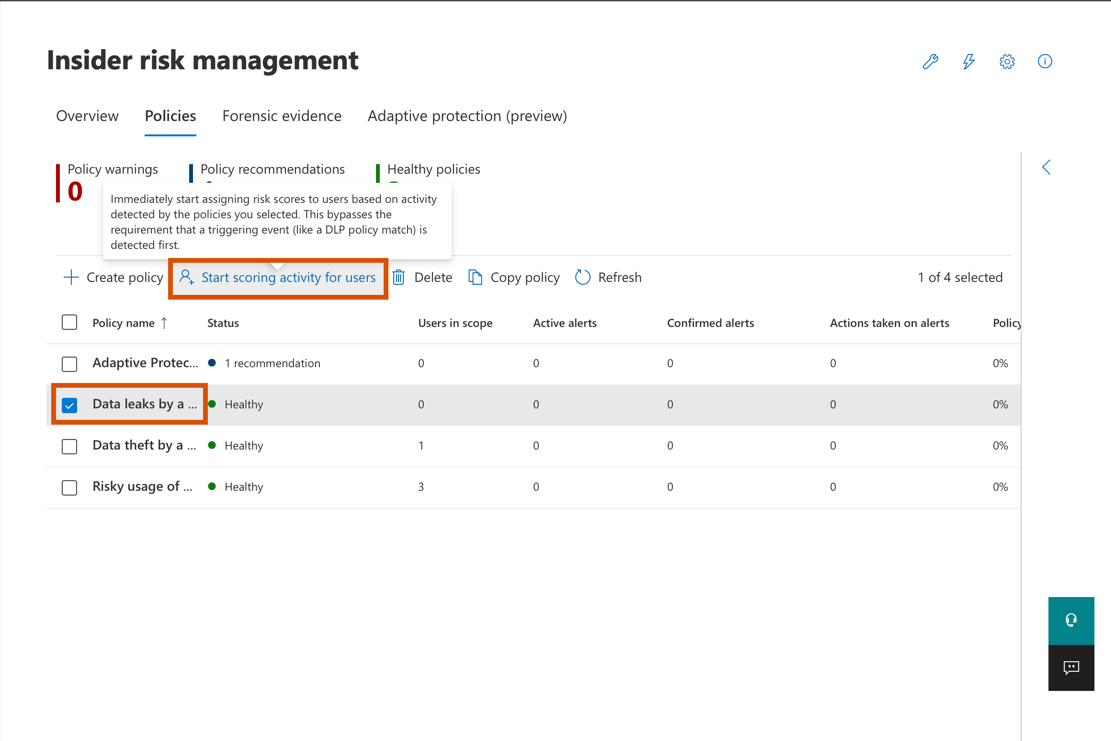 Insider risk management
Overview Policies Forensic evidence Adaptive protection (preview)
Policy warnings Policy recommendations Healthy policies
0
Immediately start assigning risk scores to users based on activity
detected by the policies you selected. This bypasses the
requirement that a triggering event (like a DLP policy match) is
detected first.
Create policy Start scoring activity for users Delete Copy policy Refresh 1 of 4 selected
Policy name ↑ Status Users in scope Active alerts Confirmed alerts Actions taken on alerts Policy
Adaptive Protec... 1 recommendation 0 0 0 0 0%
Data leaks by a ... Healthy 0 0 0 0 0%
Data theft by a ... Healthy 1 0 0 0 0%
Risky usage of ... Healthy 3 0 0 0 0%